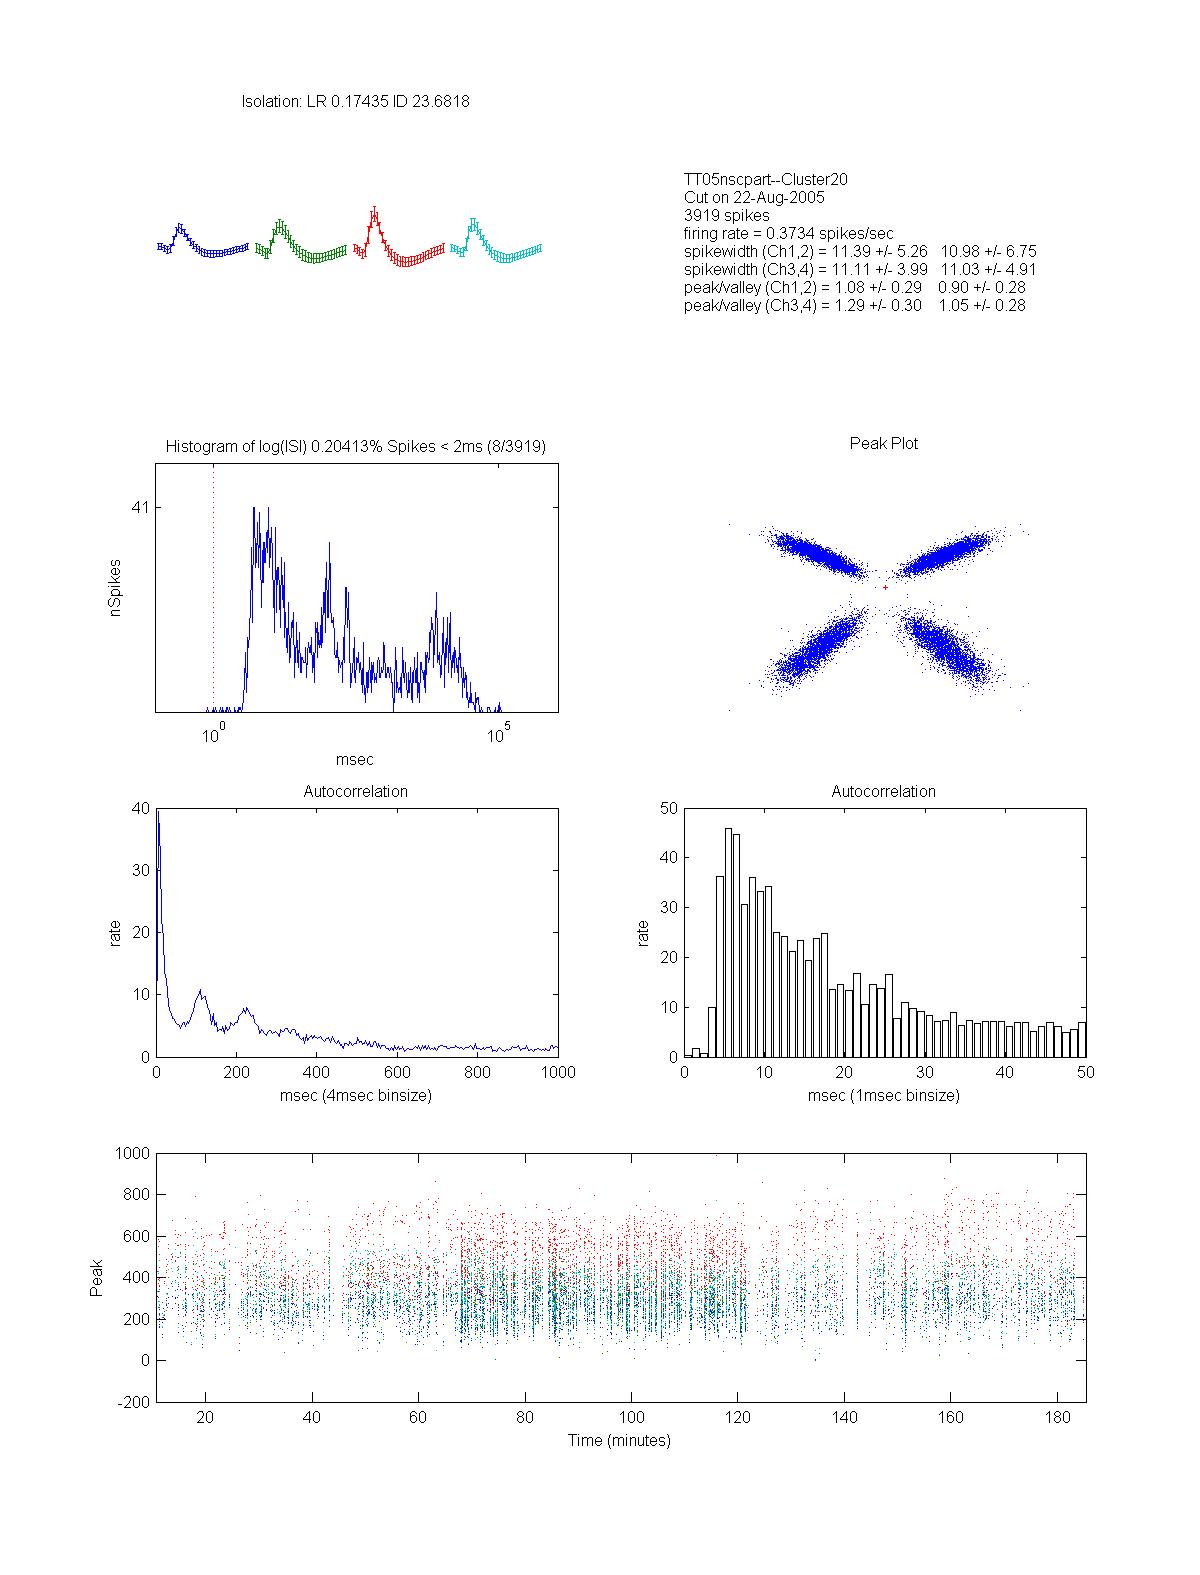 Isolation: LR 0.17435 ID 23.6818
TT05nscpart--Cluster20
Cut on 22-Aug-2005
3919 spikes
firing rate = 0.3734 spikes/sec
spikewidth (Ch1,2) = 11.39 +/- 5.26 10.98 +/- 6.75
spikewidth (Ch3,4) = 11.11 +/- 3.99 11.03 +/- 4.91
peak/valley (Ch1,2) = 1.08 +/- 0.29 0.90 +/- 0.28
peak/valley (Ch3,4) = 1.29 +/- 0.30 1.05 +/- 0.28
Histogram of log(ISI) 0.20413% Spikes < 2ms (8/3919)
41
nSpikes
10^0 10^5
msec
Peak Plot
Autocorrelation
40
30
20
10
0
rate
0 200 400 600 800 1000
msec (4msec binsize)
Autocorrelation
50
40
30
20
10
0
rate
0 10 20 30 40 50
msec (1msec binsize)
1000
800
600
400
200
0
-200
Peak
20 40 60 80 100 120 140 160 180
Time (minutes)